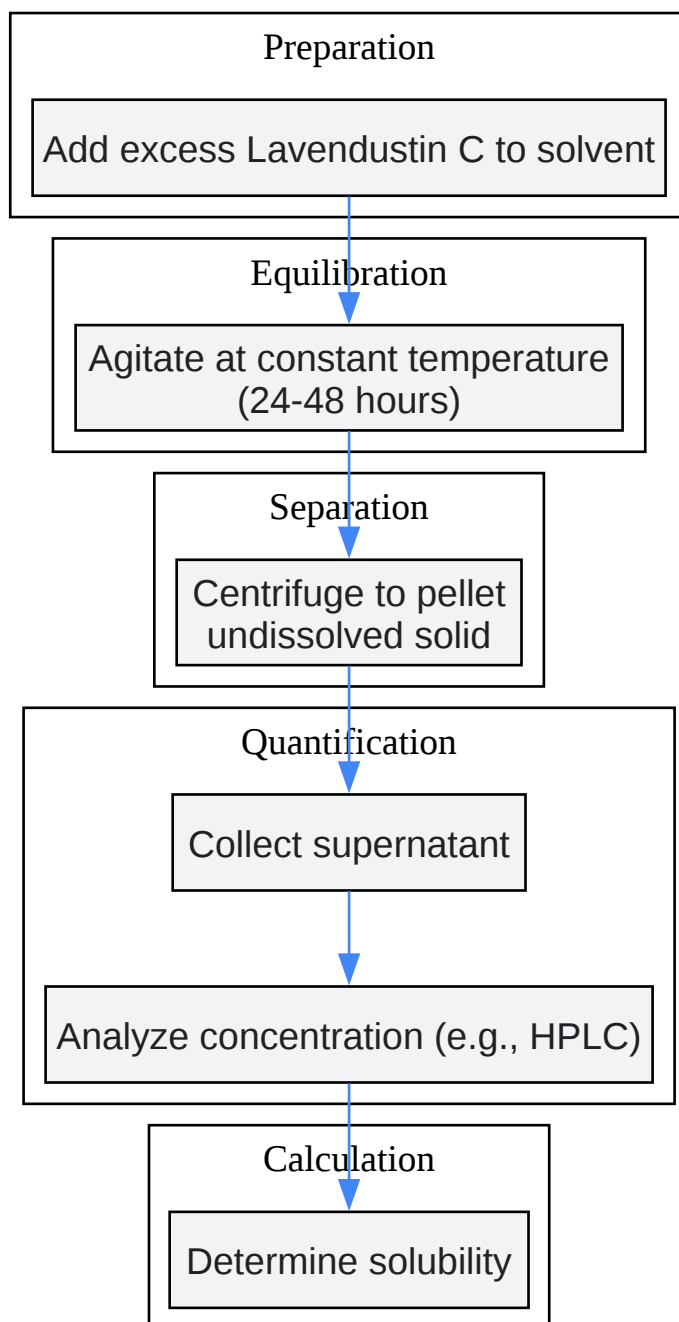 Preparation
Add excess Lavendustin C to solvent
Equilibration
Agitate at constant temperature
(24-48 hours)
Separation
Centrifuge to pellet
undissolved solid
Quantification
Collect supernatant
Analyze concentration (e.g., HPLC)
Calculation
Determine solubility